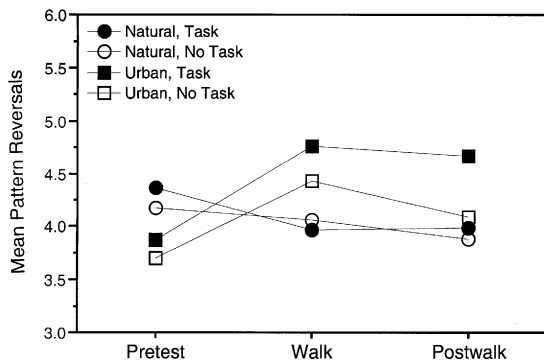 6.0
5.5
5.0
4.5
4.0
3.5
3.0
Mean Pattern Reversals
Natural, Task
Natural, No Task
Urban, Task
Urban, No Task
Pretest Walk Postwalk